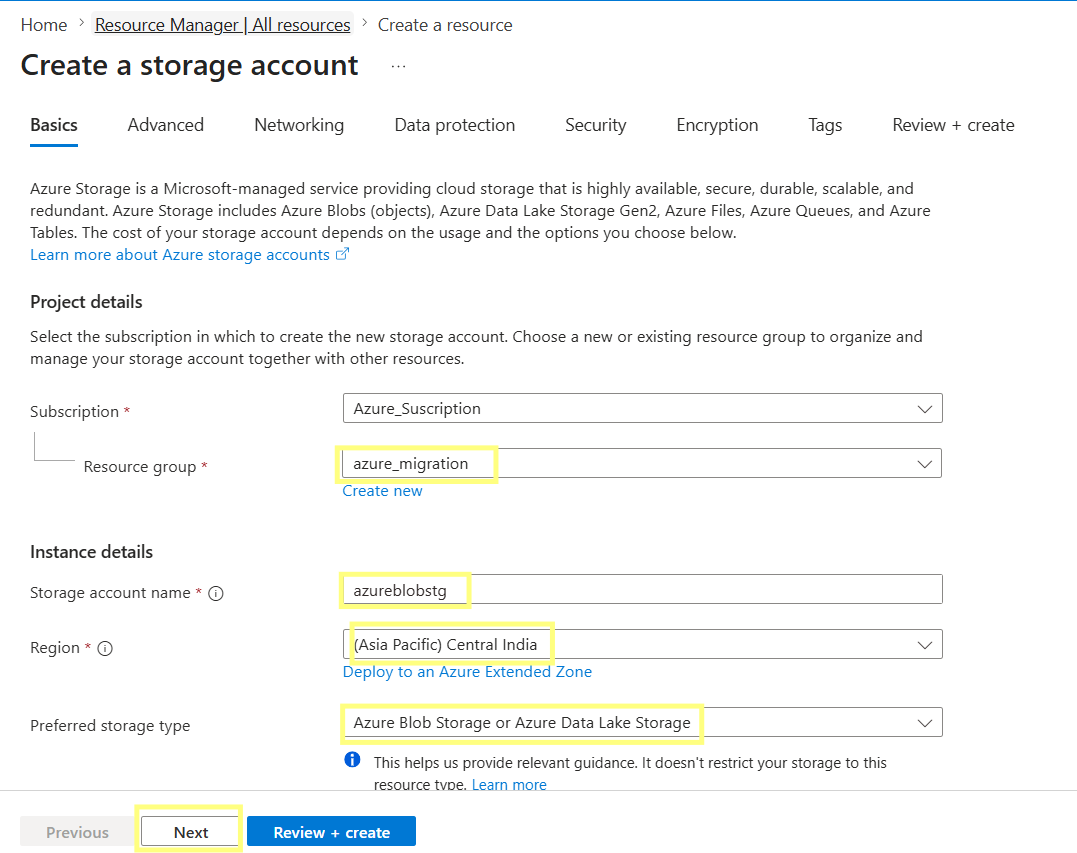 Home > Resource Manager | All resources > Create a resource
Create a storage account ...
Basics Advanced Networking Data protection Security Encryption Tags Review + create
Azure Storage is a Microsoft-managed service providing cloud storage that is highly available, secure, durable, scalable, and
redundant. Azure Storage includes Azure Blobs (objects), Azure Data Lake Storage Gen2, Azure Files, Azure Queues, and Azure
Tables. The cost of your storage account depends on the usage and the options you choose below.
Learn more about Azure storage accounts
Project details
Select the subscription in which to create the new storage account. Choose a new or existing resource group to organize and
manage your storage account together with other resources.
Subscription * Azure_Suscription
Resource group * azure_migration
Create new
Instance details
Storage account name * azureblobstg
Region * (Asia Pacific) Central India
Deploy to an Azure Extended Zone
Preferred storage type Azure Blob Storage or Azure Data Lake Storage
This helps us provide relevant guidance. It doesn't restrict your storage to this
resource type. Learn more
Previous Next Review + create